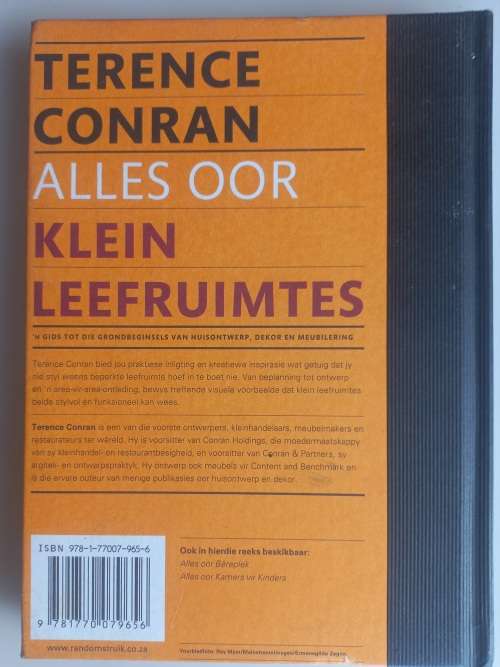 TERENCE
CONRAN
ALLES OOR
KLEIN
LEEFRUIMTES
'N GIDS TOT DIE GRONDBEGINSELS VAN HUISONTWERP, DEKOR EN MEUBILERING
Terence Conran bied jou praktiese inligting en kreatiewe inspirasie wat getuig dat jy
nie styl weens beperkte leefruimte hoef in te boet nie. Van beplanning tot ontwerp
en 'n area-vir-area-ontleding, bewys treffende visuele voorbeelde dat klein leefruimtes
beide stylvol en funksioneel kan wees.
Terence Conran is een van die voorste ontwerpers, kleinhandelaars, meubelmakers en
restaurateurs ter wêreld. Hy is voorsitter van Conran Holdings, die moedermaatskappy
van sy kleinhandel- en restourantbesigheid, en voorsitter van Conran & Partners, sy
argitek- en ontwerpspraktyk. Hy ontwerp ook meubels vir Content and Benchmark en
is die ervare outeur van menige publikasies oor huisontwerp en dekor.
ISBN 978-1-77007-965-6
9 781770 079656
www.randomstruik.co.za
Ook in hierdie reeks beskikbaar:
Alles oor Bêreplek
Alles oor Kamers vir Kinders